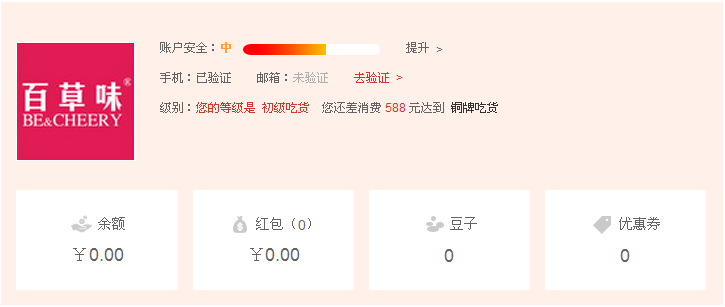 百草味®
BE&CHEERY
账户安全：中 提升 >
手机：已验证 邮箱：未验证 去验证 >
级别：您的等级是 初级吃货 您还差消费 588 元达到 铜牌吃货
余额 红包（0） 豆子 优惠券
￥0.00 ￥0.00 0 0